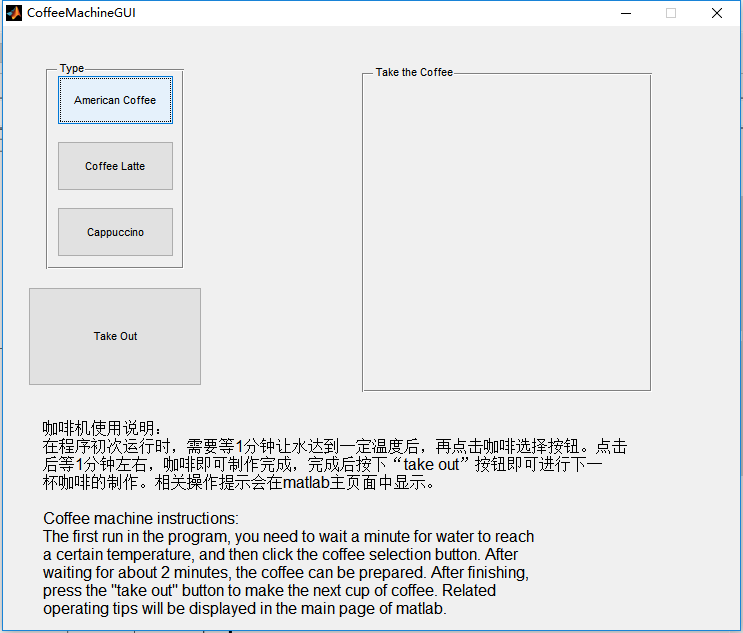 CoffeeMachineGUI
Type
Take the Coffee
American Coffee
Coffee Latte
Cappuccino
Take Out
咖啡机使用说明：
在程序初次运行时，需要等1分钟让水达到一定温度后，再点击咖啡选择按钮。点击
后等1分钟左右，咖啡即可制作完成，完成后按下“take out”按钮即可进行下一
杯咖啡的制作。相关操作提示会在matlab主页面中显示。
Coffee machine instructions:
The first run in the program, you need to wait a minute for water to reach
a certain temperature, and then click the coffee selection button. After
waiting for about 2 minutes, the coffee can be prepared. After finishing,
press the "take out" button to make the next cup of coffee. Related
operating tips will be displayed in the main page of matlab.